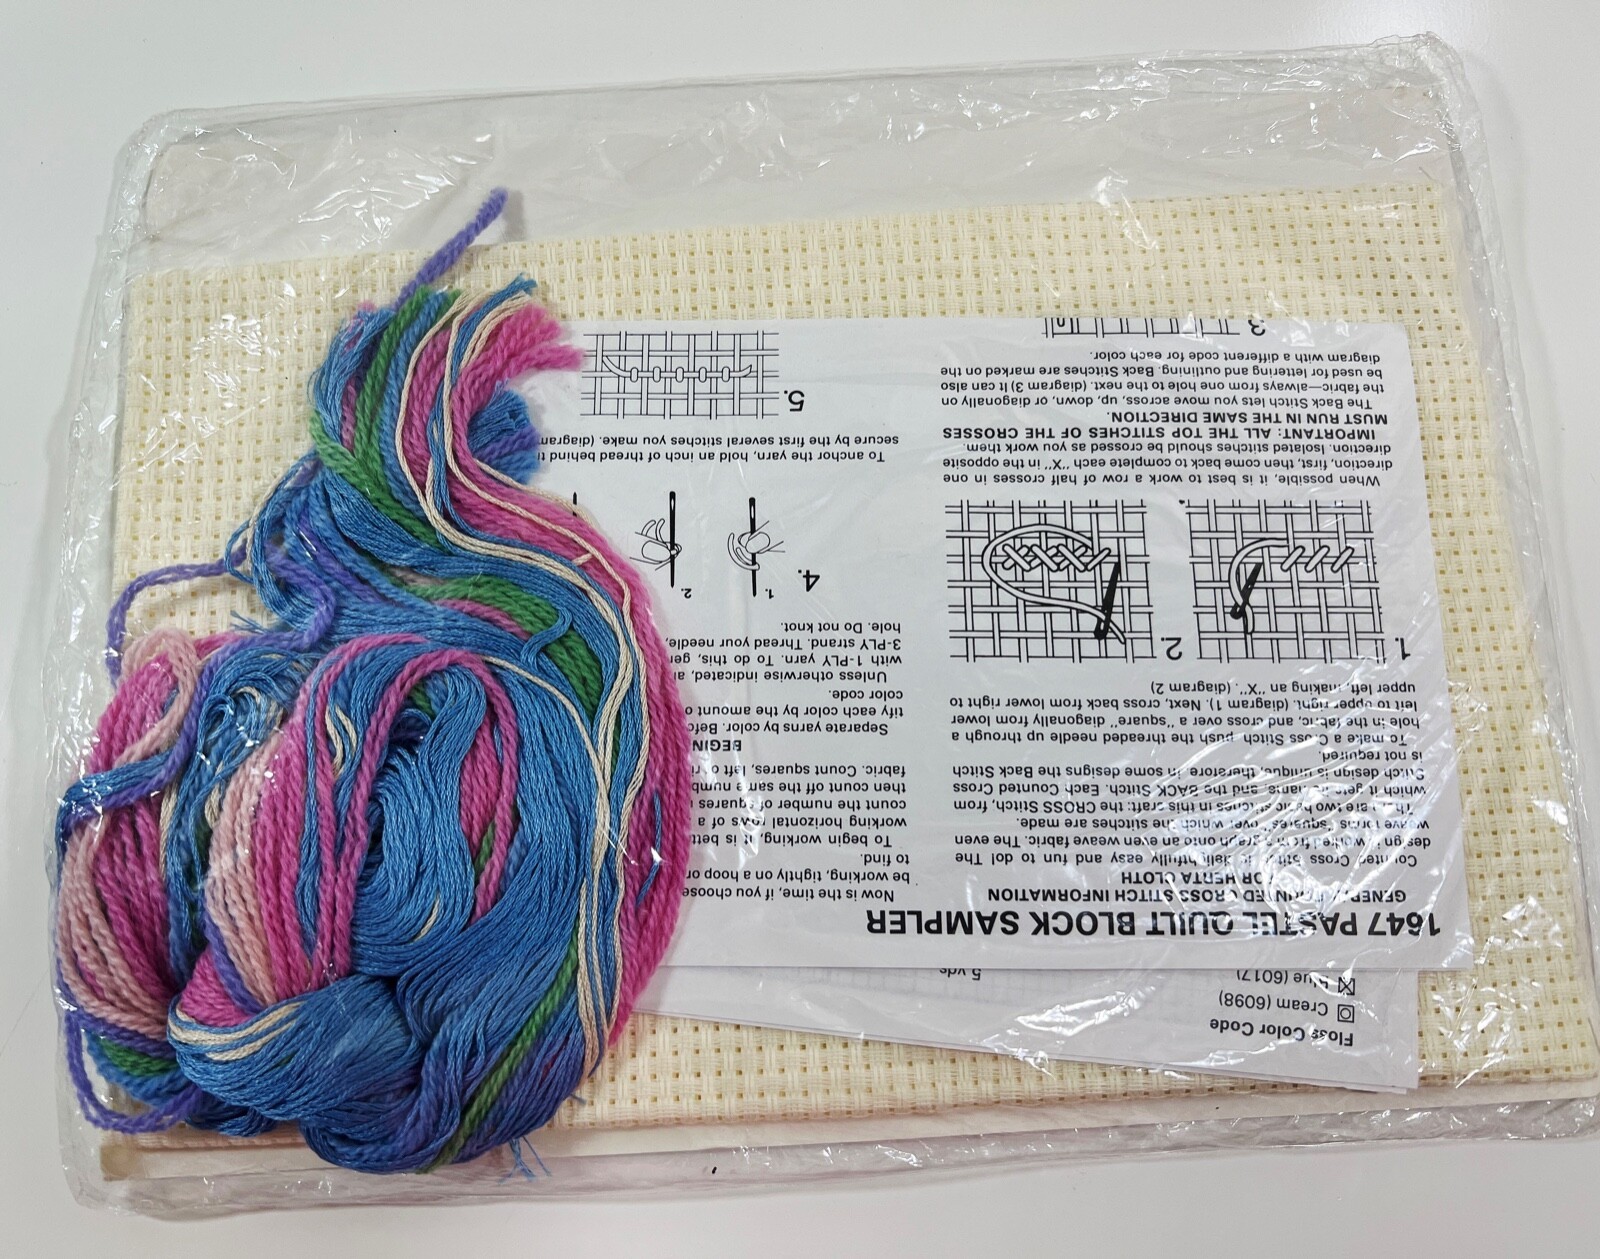 1647 PASTEL QUILT BLOCK SAMPLER
GENERAL COUNTED CROSS STITCH INFORMATION
FOR HERTA CLOTH
Counted Cross Stitch is delightfully easy and fun to do! The
design is worked from a graph onto an even weave fabric. The even
weave forms "squares" over which the stitches are made.
There are two basic stitches in this craft: the CROSS Stitch, from
which it gets its name, and the BACK Stitch. Each Counted Cross
Stitch design is unique, therefore, in some designs the Back Stitch
is not required.
To make a Cross Stitch, push the threaded needle up through a
hole in the fabric, and cross over a "square" diagonally from lower
left to upper right. (diagram 1). Next, cross back from lower right to
upper left, making an "X". (diagram 2)
1.
2.
When possible, it is best to work a row of half crosses in one
direction, first, then come back to complete each "X" in the opposite
direction. Isolated stitches should be crossed as you work them.
IMPORTANT: ALL THE TOP STITCHES OF THE CROSSES
MUST RUN IN THE SAME DIRECTION.
The Back Stitch lets you move across, up, down, or diagonally on
the fabric—always from one hole to the next. (diagram 3) It can also
be used for lettering and outlining. Back Stitches are marked on the
diagram with a different code for each color.
3
Now is the time, if you choose
be working, tightly on a hoop or
to find.
To begin working, it is bett
working horizontal rows of a
count the number of squares
then count off the same numb
fabric. Count squares, left or ri
BEGIN
Separate yarns by color. Befo
tify each color by the amount o
color code.
Unless otherwise indicated, a
with 1-PLY yarn. To do this, ge
3-PLY strand. Thread your needle,
hole. Do not knot.
4.
1.
2.
To anchor the yarn, hold an inch of thread behind t
secure by the first several stitches you make. (diagram
5.
Floss Color Code
Cream (6098)
Blue (6017)
5 yds